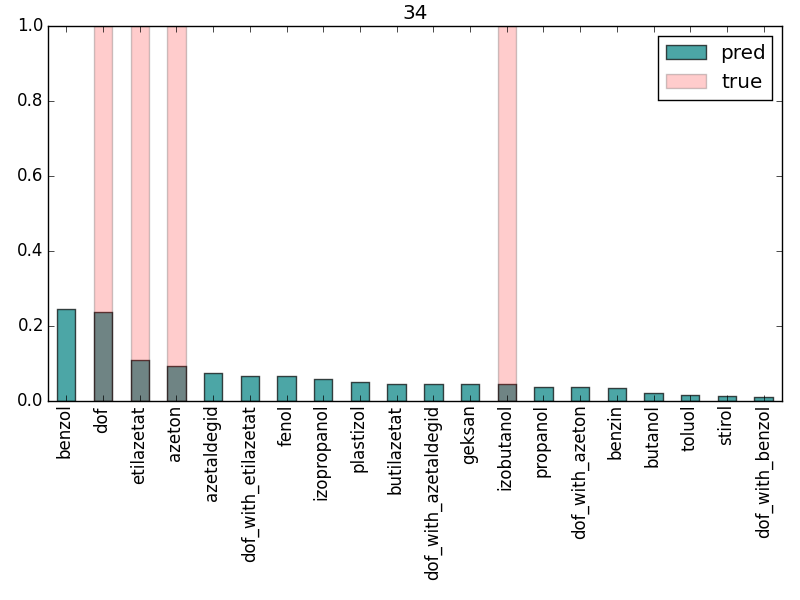 34
1.0
0.8
0.6
0.4
0.2
0.0
pred
true
benzol
dof
etilazetat
azeton
azetaldegid
dof_with_etilazetat
fenol
izopropanol
plastizol
butilazetat
dof_with_azetaldegid
geksan
izobutanol
propanol
dof_with_azeton
benzin
butanol
toluol
stirol
dof_with_benzol